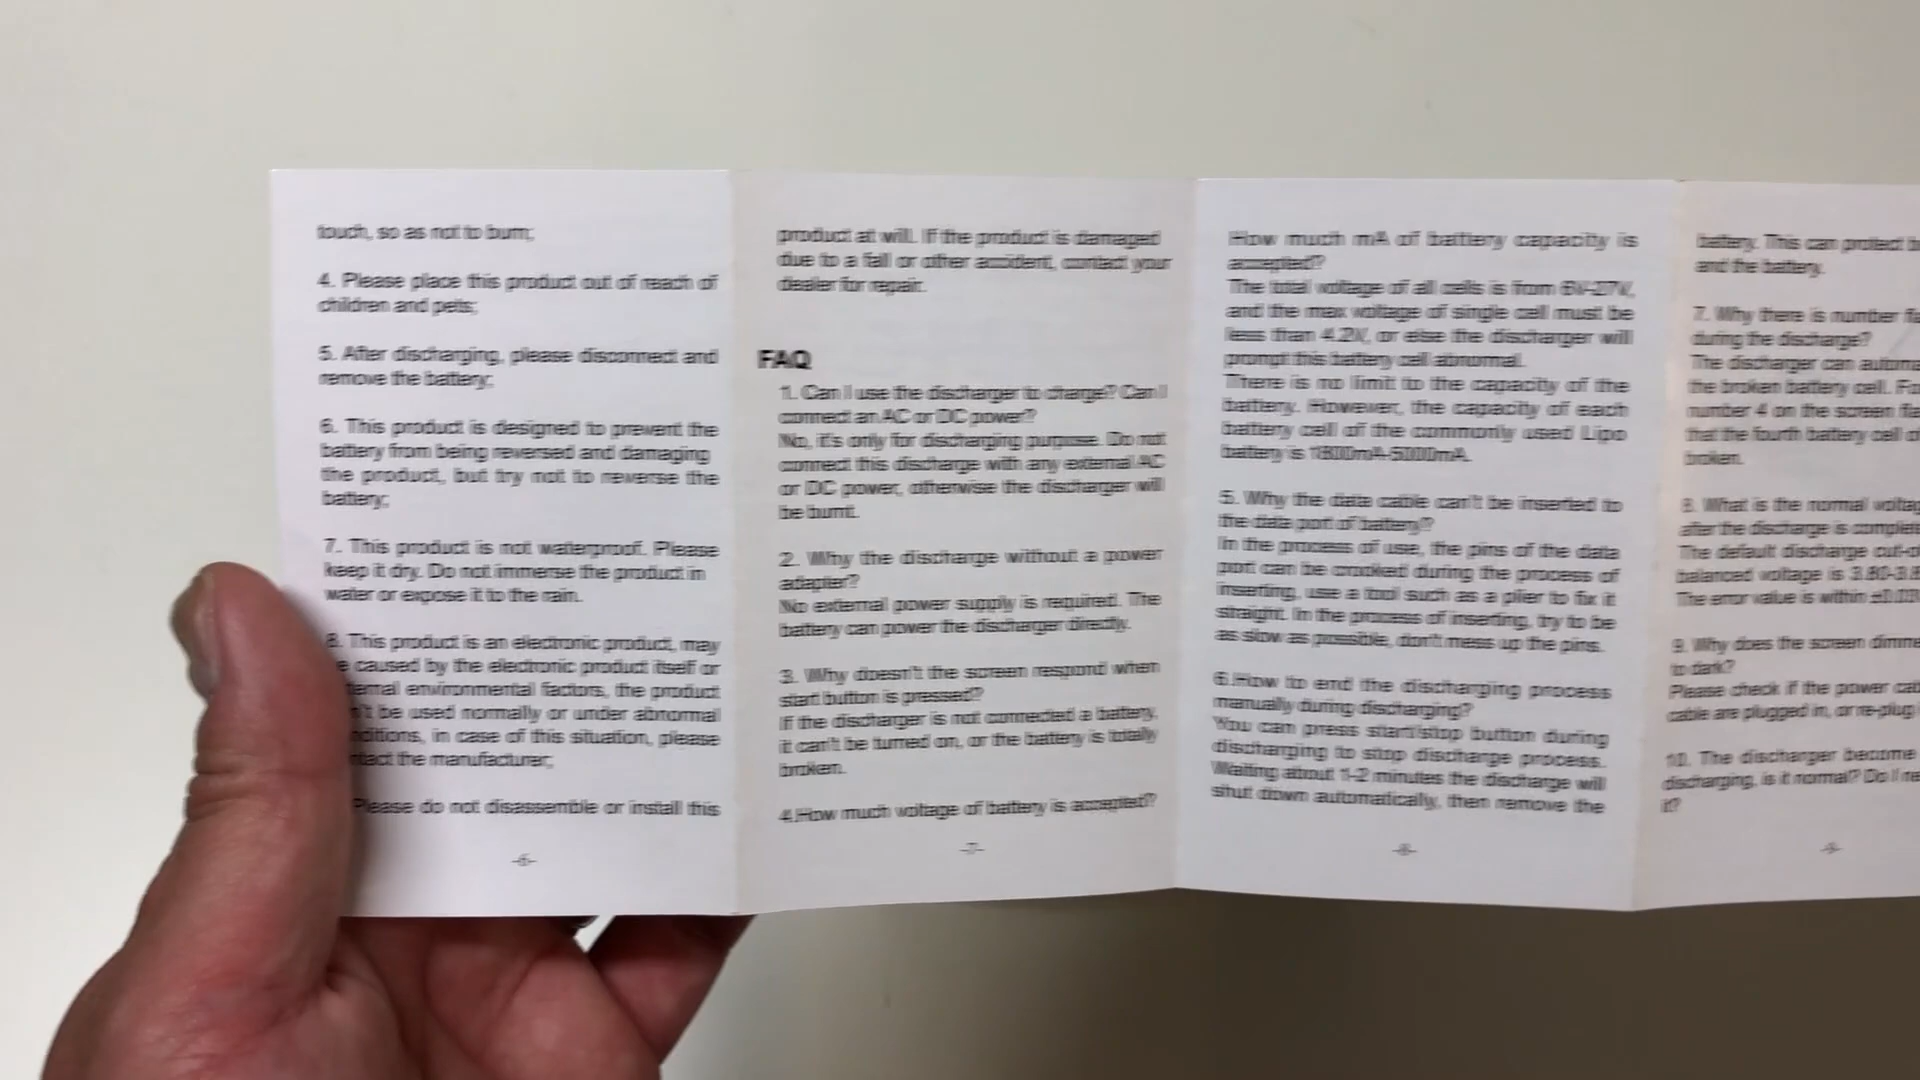 touch, so as not to burn;
4. Please place this product out of reach of
children and pets;
5. After discharging, please disconnect and
remove the battery;
6. This product is designed to prevent the
battery from being reversed and damaging
the product, but try not to reverse the
battery;
7. This product is not waterproof. Please
keep it dry. Do not immerse the product in
water or expose it to the rain.
8. This product is an electronic product, may
caused by the electronic product itself or
environmental factors, the product
be used normally or under abnormal
in case of this situation, please
the manufacturer;
Please do not disassemble or install this
-6-
product at will. If the product is damaged
due to a fall or other accident, contact your
dealer for repair.
FAQ
1. Can I use the discharger to charge? Can I
connect an AC or DC power?
No, it's only for discharging purpose. Do not
connect this discharge with any external AC
or DC power, otherwise the discharger will
be burnt.
2. Why the discharge without a power
adapter?
No external power supply is required. The
battery can power the discharger directly.
3. Why doesn't the screen respond when
start button is pressed?
If the discharger is not connected a battery,
it can't be turned on, or the battery is totally
broken.
4.How much voltage of battery is accepted?
-7-
How much mA of battery capacity is
accepted?
The total voltage of all cells is from 6V-27V,
and the max voltage of single cell must be
less than 4.2V, or else the discharger will
prompt this battery cell abnormal.
There is no limit to the capacity of the
battery. However, the capacity of each
battery cell of the commonly used Lipo
battery is 1800mA-5000mA.
5. Why the data cable can't be inserted to
the data port of battery?
In the process of use, the pins of the data
port can be crooked during the process of
inserting, use a tool such as a plier to fix it
straight. In the process of inserting, try to be
as slow as possible, don't mess up the pins.
6.How to end the discharging process
manually during discharging?
You can press start/stop button during
discharging to stop discharge process.
Waiting about 1-2 minutes the discharge will
shut down automatically, then remove the
-8-
battery. This can protect
and the battery.
7. Why there is number
during the discharge?
The discharger can
the broken battery cell.
number 4 on the screen
that the fourth battery cell
broken.
8. What is the normal
after the discharge is
The default discharge
balanced voltage is
The error value is within
9. Why does the screen
to dark?
Please check if the power
cable are plugged in, or re-plug
10. The discharger become
discharging, is it normal? Do I
it?
-9-